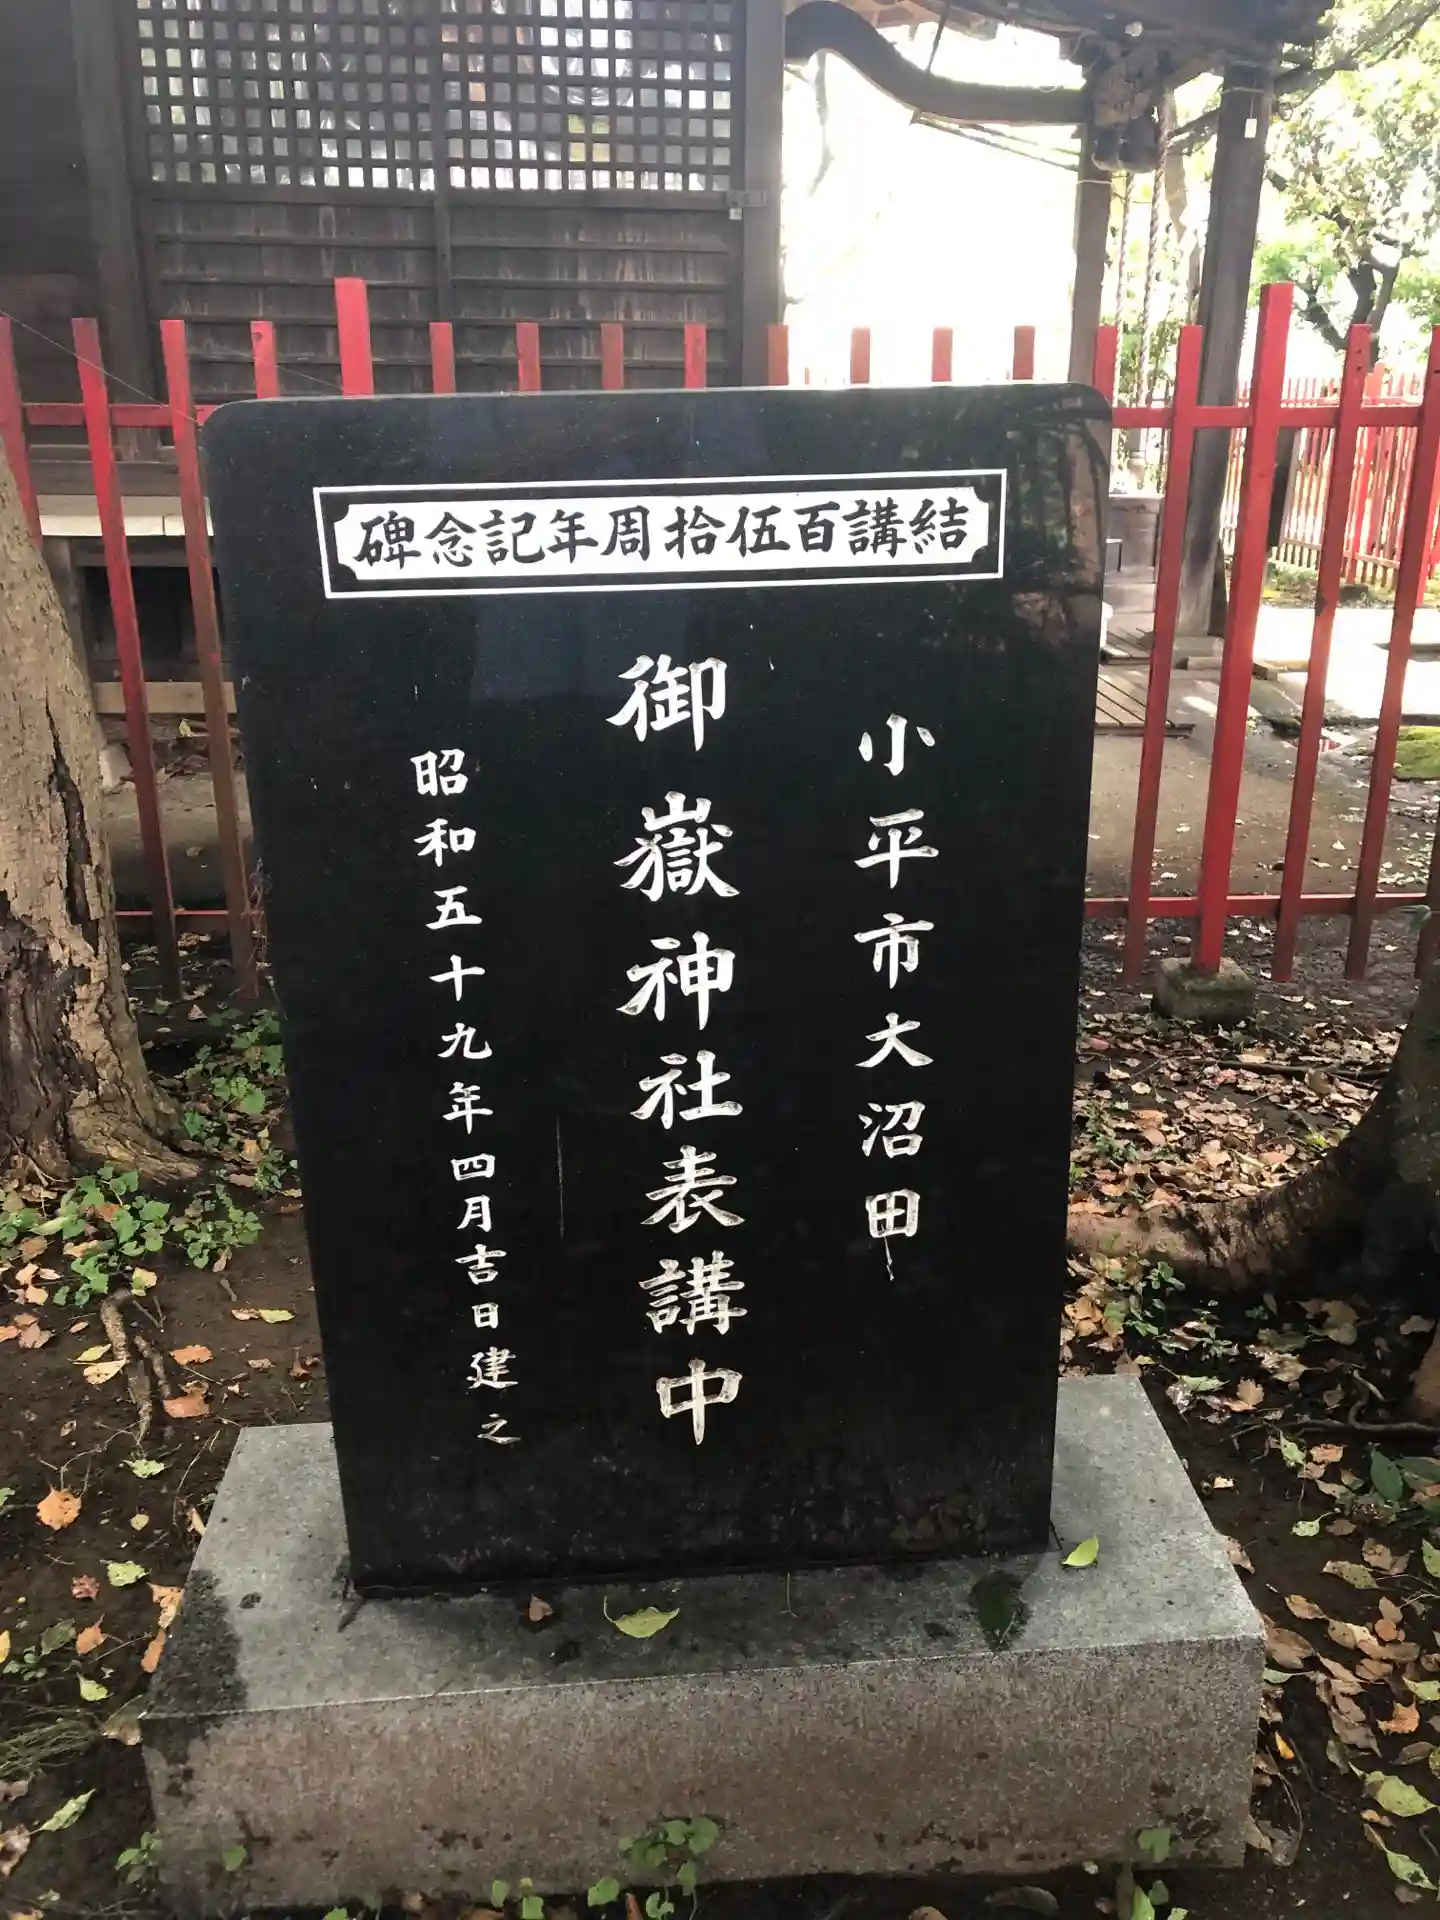 結講百伍拾周年記念碑
小平市大沼田
御嶽神社表講中
昭和五十九年四月吉日建之